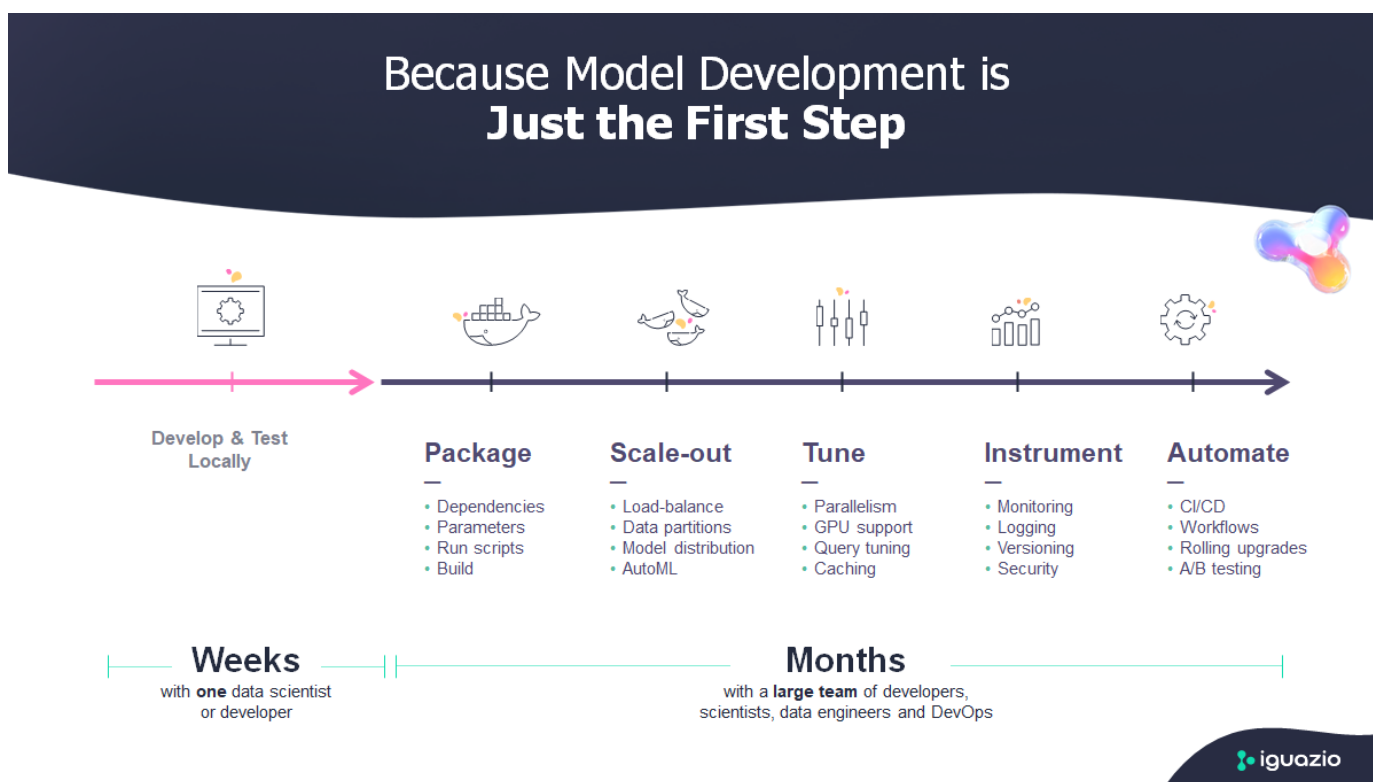 Because Model Development is
Just the First Step
Develop & Test
Locally
Package
• Dependencies
• Parameters
• Run scripts
• Build
Scale-out
• Load-balance
• Data partitions
• Model distribution
• AutoML
Tune
• Parallelism
• GPU support
• Query tuning
• Caching
Instrument
• Monitoring
• Logging
• Versioning
• Security
Automate
• CI/CD
• Workflows
• Rolling upgrades
• A/B testing
Weeks
with one data scientist
or developer
Months
with a large team of developers,
scientists, data engineers and DevOps
iguazio